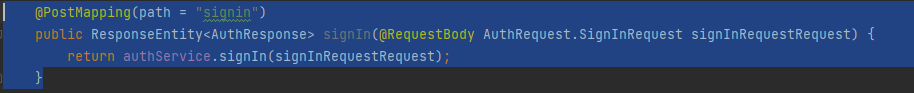 @PostMapping(path = "signin")
public ResponseEntity<AuthResponse> signIn(@RequestBody AuthRequest.SignInRequest signInRequestRequest) {
return authService.signIn(signInRequestRequest);
}